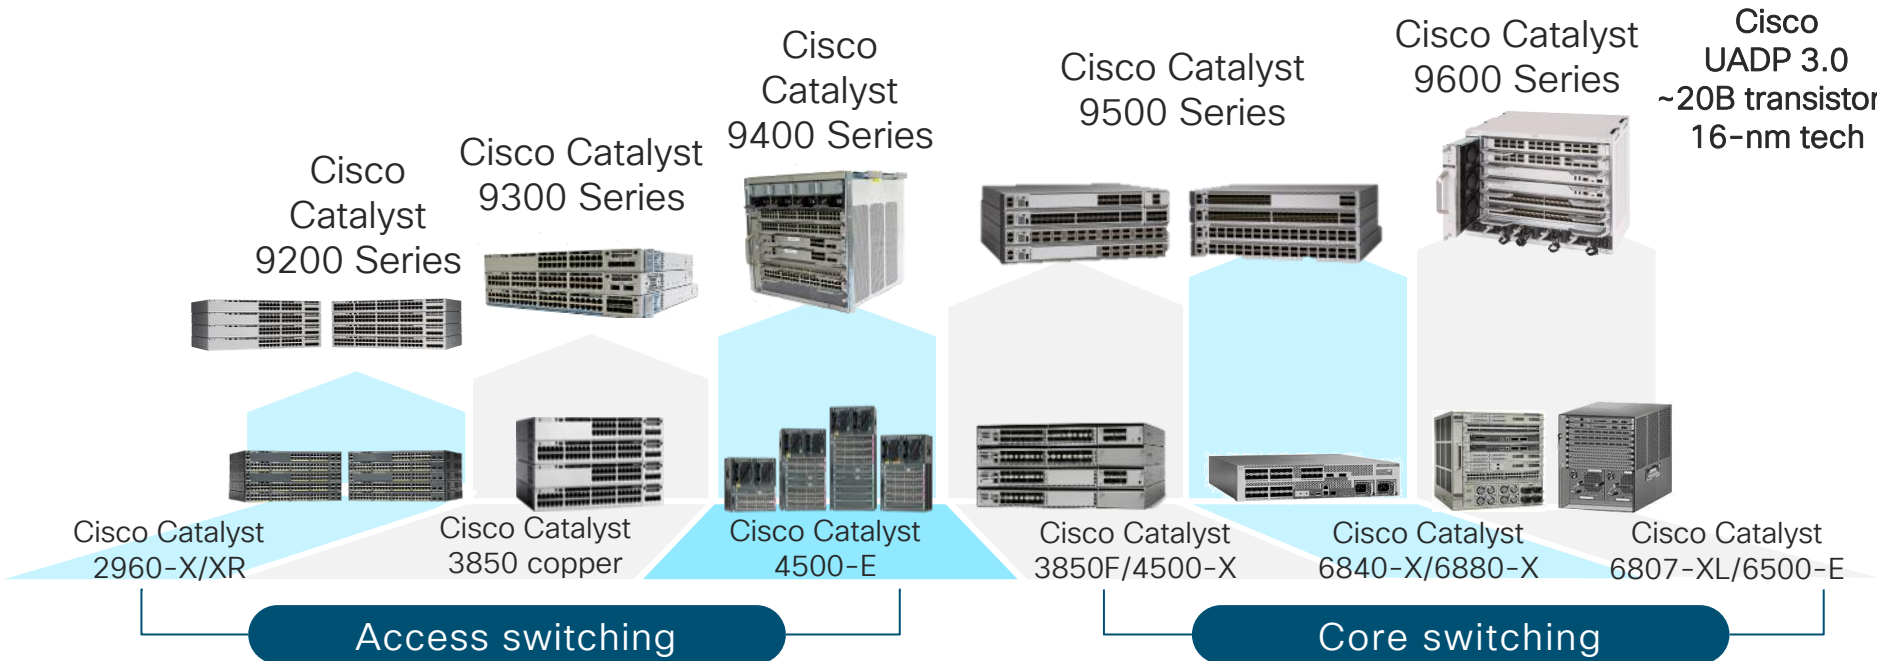 Cisco
Catalyst
9200 Series
Cisco Catalyst
9300 Series
Cisco
Catalyst
9400 Series
Cisco Catalyst
9500 Series
Cisco Catalyst
9600 Series
Cisco
UADP 3.0
~20B transistor
16-nm tech
Cisco Catalyst
2960-X/XR
Cisco Catalyst
3850 copper
Cisco Catalyst
4500-E
Cisco Catalyst
3850F/4500-X
Cisco Catalyst
6840-X/6880-X
Cisco Catalyst
6807-XL/6500-E
Access switching
Core switching